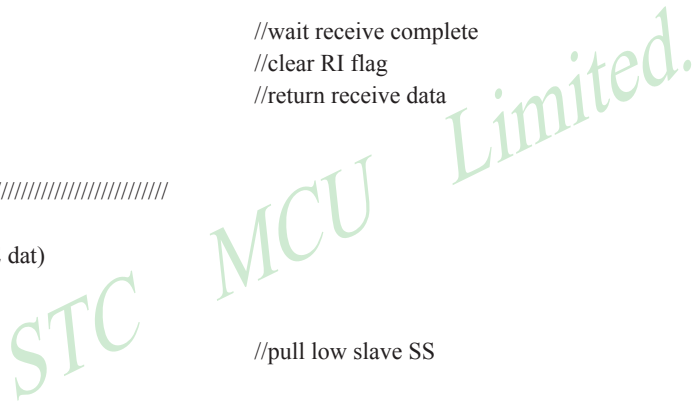 //wait receive complete
//clear RI flag
//return receive data
/////////////////////////
dat)
//pull low slave SS
STC MCU Limited.